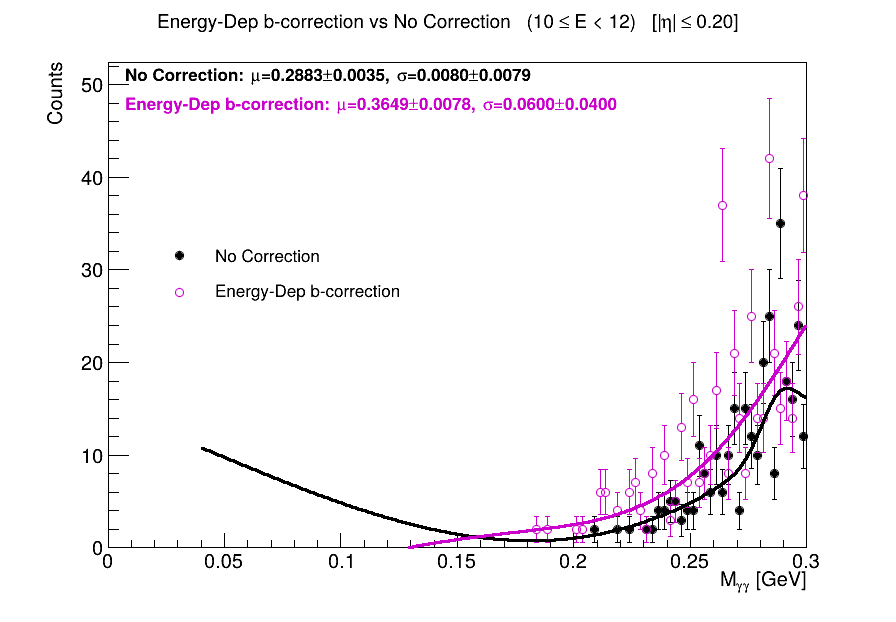 Energy-Dep b-correction vs No Correction (10 ≤ E < 12) [|η| ≤ 0.20]
Counts
No Correction: μ=0.2883±0.0035, σ=0.0080±0.0079
Energy-Dep b-correction: μ=0.3649±0.0078, σ=0.0600±0.0400
50
40
30
20
10
0
No Correction
Energy-Dep b-correction
0 0.05 0.1 0.15 0.2 0.25 0.3
Mγγ [GeV]